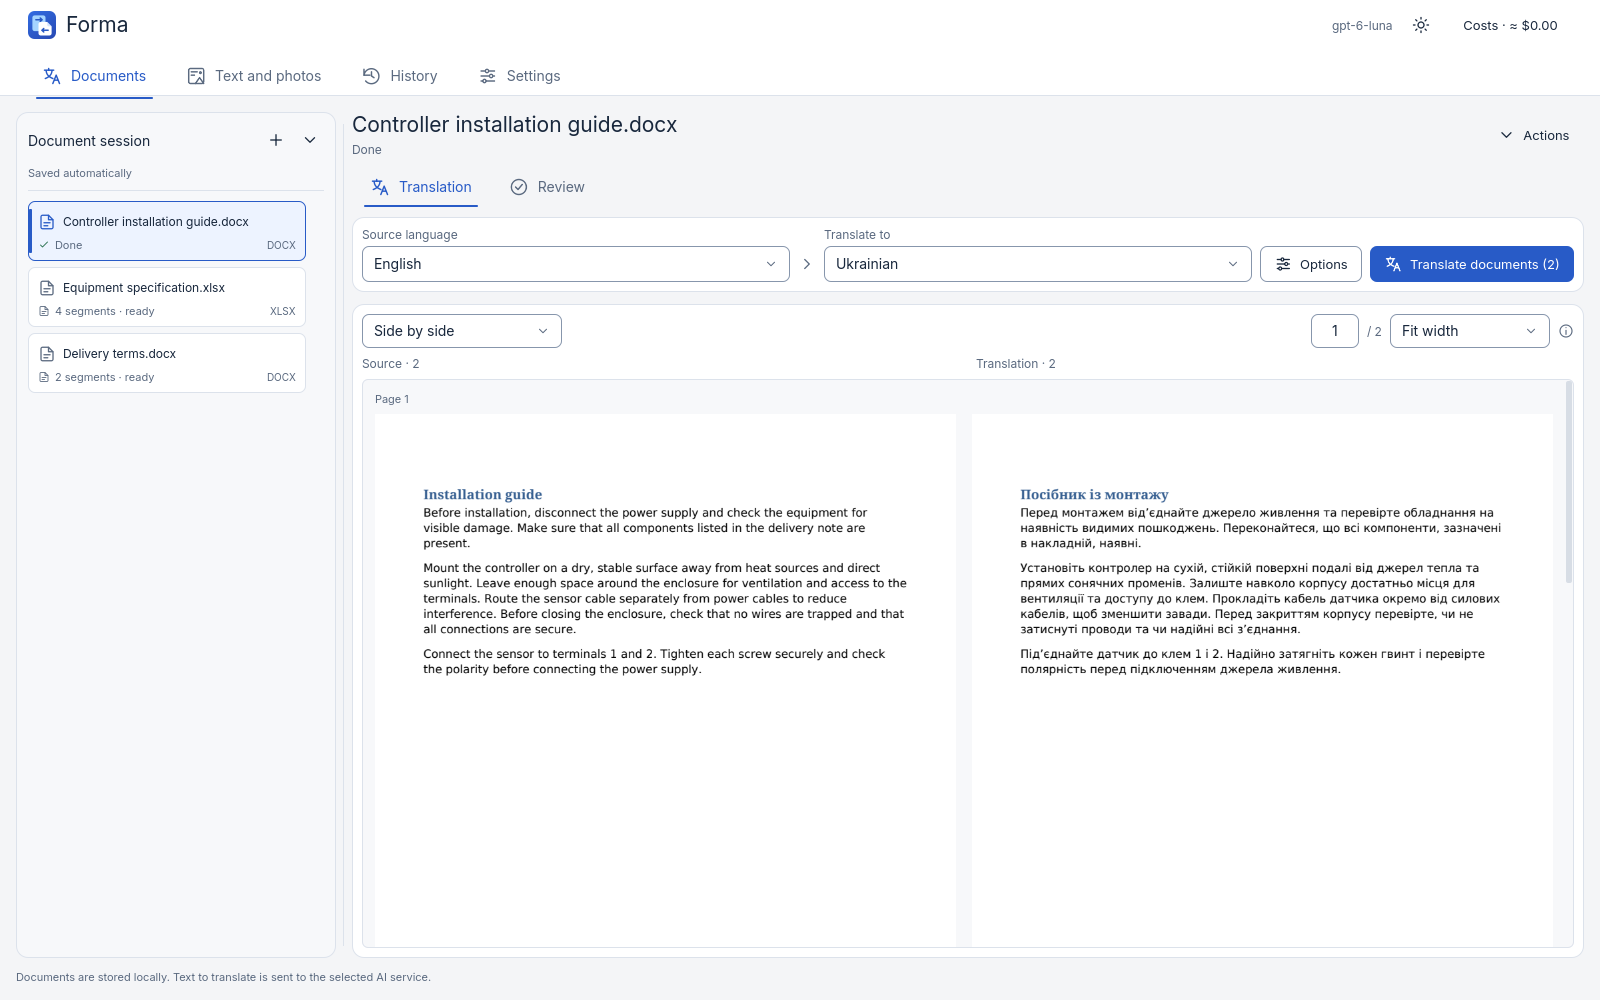 Forma
gpt-6-luna
Costs · ≈ $0.00
Documents
Text and photos
History
Settings
Document session
Saved automatically
Controller installation guide.docx
Done
DOCX
Equipment specification.xlsx
4 segments · ready
XLSX
Delivery terms.docx
2 segments · ready
DOCX
Controller installation guide.docx
Done
Actions
Translation
Review
Source language
English
Translate to
Ukrainian
Options
Translate documents (2)
Side by side
1
/ 2
Fit width
Source · 2
Translation · 2
Page 1
Installation guide
Before installation, disconnect the power supply and check the equipment for
visible damage. Make sure that all components listed in the delivery note are
present.
Mount the controller on a dry, stable surface away from heat sources and direct
sunlight. Leave enough space around the enclosure for ventilation and access to the
terminals. Route the sensor cable separately from power cables to reduce
interference. Before closing the enclosure, check that no wires are trapped and that
all connections are secure.
Connect the sensor to terminals 1 and 2. Tighten each screw securely and check
the polarity before connecting the power supply.
Посібник із монтажу
Перед монтажем від’єднайте джерело живлення та перевірте обладнання на
наявність видимих пошкоджень. Переконайтеся, що всі компоненти, зазначені
в накладній, наявні.
Установіть контролер на сухій, стійкій поверхні подалі від джерел тепла та
прямих сонячних променів. Залиште навколо корпусу достатньо місця для
вентиляції та доступу до клем. Прокладіть кабель датчика окремо від силових
кабелів, щоб зменшити завади. Перед закриттям корпусу перевірте, чи не
затиснуті проводи та чи надійні всі з’єднання.
Під’єднайте датчик до клем 1 і 2. Надійно затягніть кожен гвинт і перевірте
полярність перед підключенням джерела живлення.
Documents are stored locally. Text to translate is sent to the selected AI service.